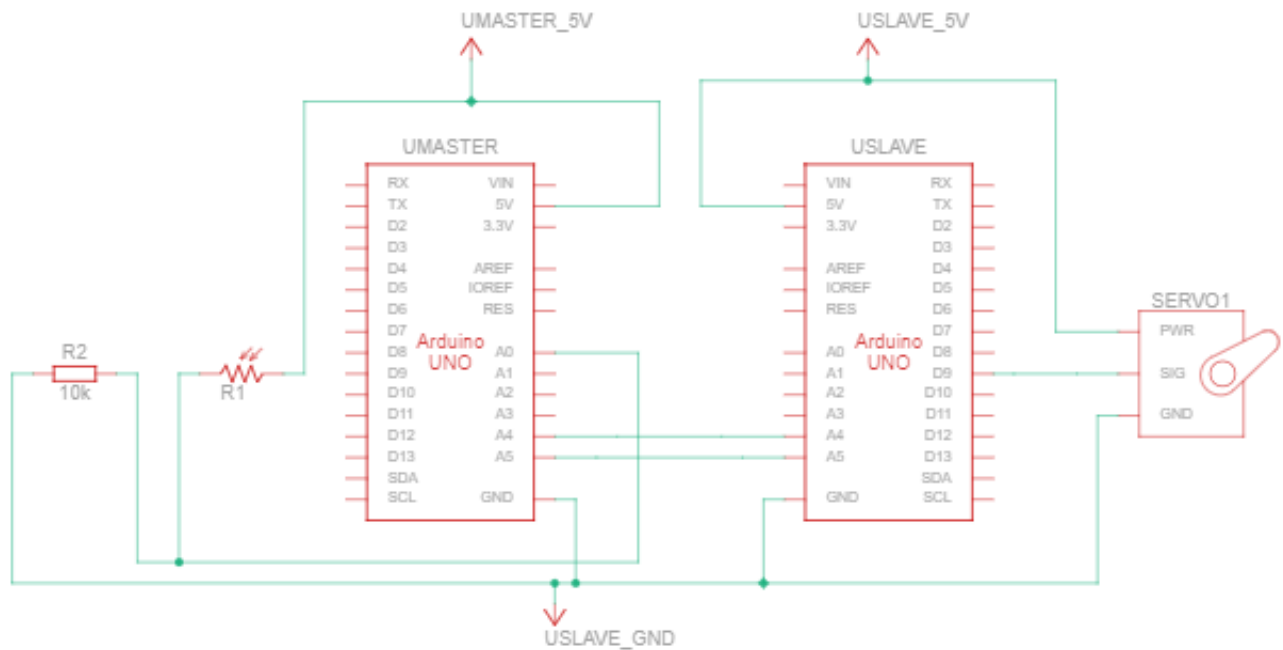 UMASTER_5V
USLAVE_5V
UMASTER
RX
TX
D2
D3
D4
D5
D6
D7
D8
D9
D10
D11
D12
D13
SDA
SCL
VIN
5V
3.3V
AREF
IOREF
RES
A0
A1
A2
A3
A4
A5
GND
Arduino
UNO
USLAVE
VIN
5V
3.3V
AREF
IOREF
RES
A0
A1
A2
A3
A4
A5
GND
Arduino
UNO
RX
TX
D2
D3
D4
D5
D6
D7
D8
D9
D10
D11
D12
D13
SDA
SCL
SERVO1
PWR
SIG
GND
R2
10k
R1
USLAVE_GND